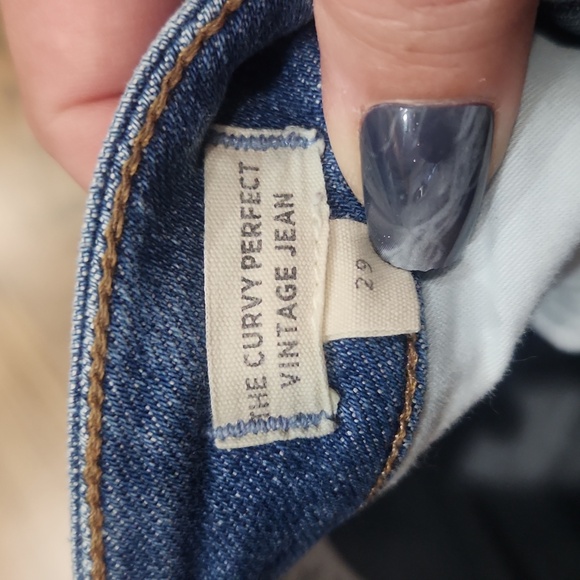 THE CURVY PERFECT
VINTAGE JEAN
29